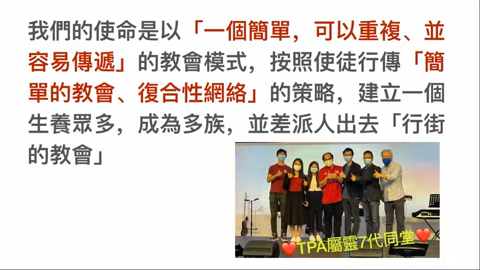 我們的使命是以「一個簡單，可以重複、並
容易傳遞」的教會模式，按照使徒行傳「簡
單的教會、復合性網絡」的策略，建立一個
生養眾多，成為多族，並差派人出去「行街
的教會」
TPA屬靈7代同堂